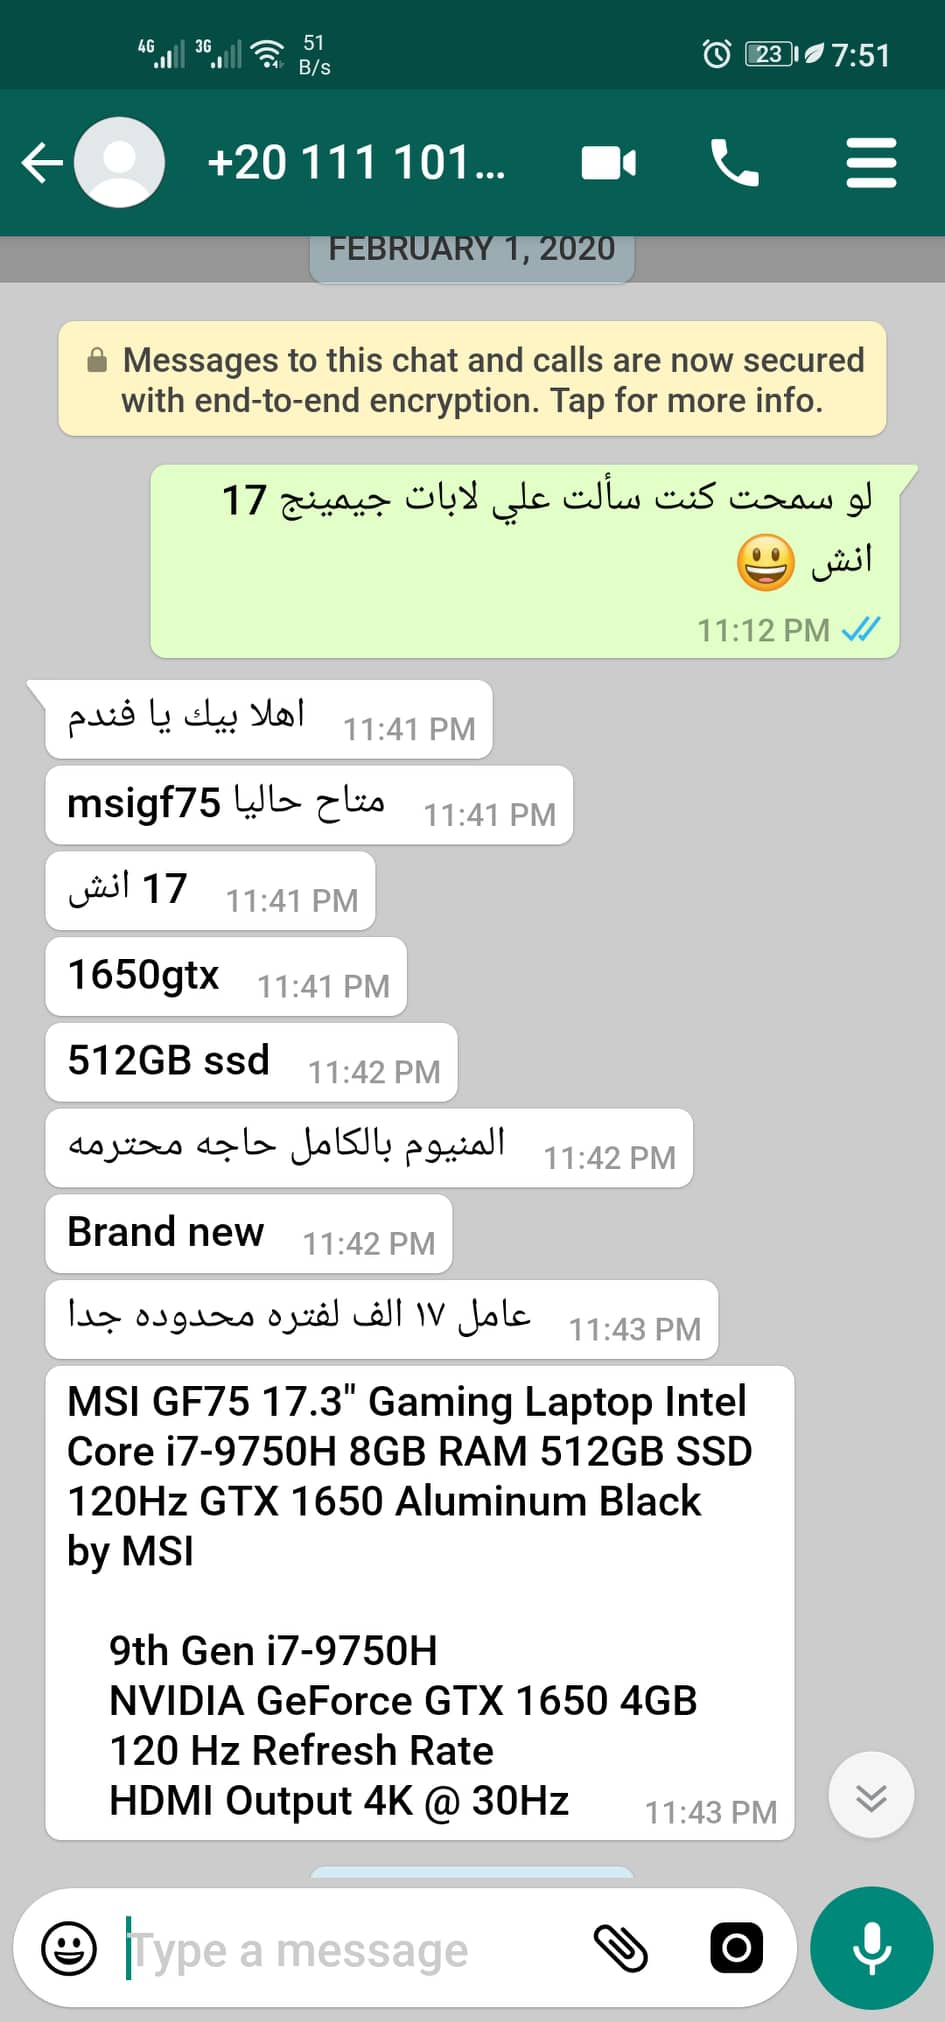 4G 3G 51 B/s 23 7:51
+20 111 101...
FEBRUARY 1, 2020
Messages to this chat and calls are now secured
with end-to-end encryption. Tap for more info.
لو سمحت كنت سألت علي لابات جيمينج 17
انش 😃
11:12 PM
اهلا بيك يا فندم 11:41 PM
msigf75 متاح حاليا 11:41 PM
17 انش 11:41 PM
1650gtx 11:41 PM
512GB ssd 11:42 PM
المنيوم بالكامل حاجه محترمه 11:42 PM
Brand new 11:42 PM
عامل ١٧ الف لفتره محدوده جدا 11:43 PM
MSI GF75 17.3" Gaming Laptop Intel
Core i7-9750H 8GB RAM 512GB SSD
120Hz GTX 1650 Aluminum Black
by MSI
9th Gen i7-9750H
NVIDIA GeForce GTX 1650 4GB
120 Hz Refresh Rate
HDMI Output 4K @ 30Hz 11:43 PM
Type a message